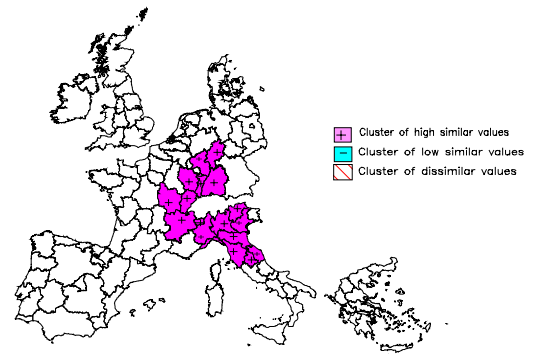 Cluster of high similar values
Cluster of low similar values
Cluster of dissimilar values